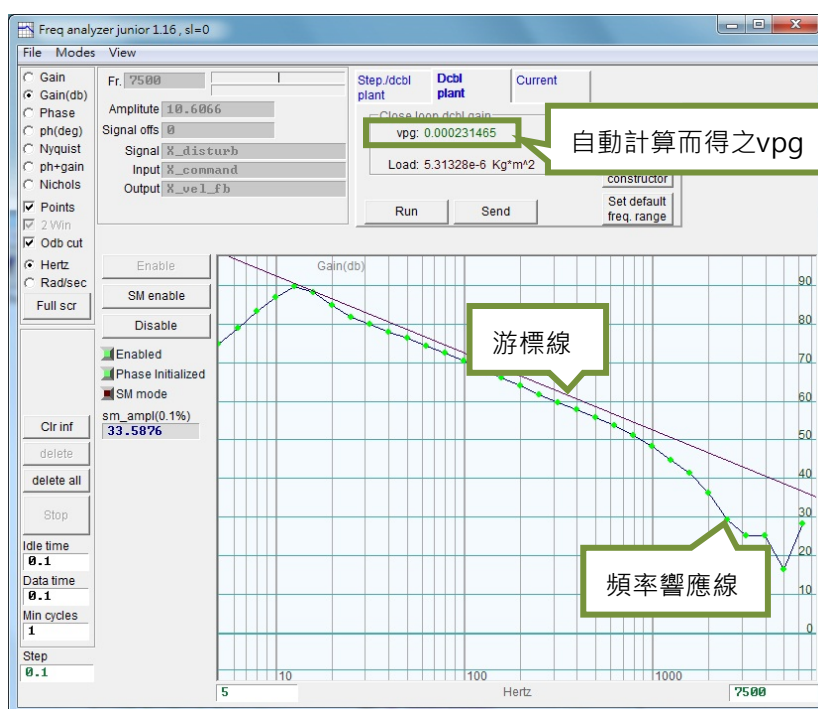 Freq analyzer junior 1.16 , sl=0
File Modes View
Gain
Gain(db)
Phase
ph(deg)
Nyquist
ph+gain
Nichols
Points
2 Win
0db cut
Hertz
Rad/sec
Full scr
Fr. 7500
Amplitute 10.6066
Signal offs 0
Signal X_disturb
Input X_command
Output X_vel_fb
Step./dcbl plant
Dcbl plant
Current
Close loop dcbl gain
vpg: 0.000231465
Load: 5.31328e-6 Kg*m^2
constructor
Run
Send
Set default freq. range
自動計算而得之vpg
Enable
SM enable
Disable
Enabled
Phase Initialized
SM mode
sm_ampl(0.1%)
33.5876
Clr inf
delete
delete all
Stop
Idle time
0.1
Data time
0.1
Min cycles
1
Step
0.1
Gain(db)
90
80
70
60
50
40
30
20
10
0
游標線
頻率響應線
10
100
1000
5
Hertz
7500